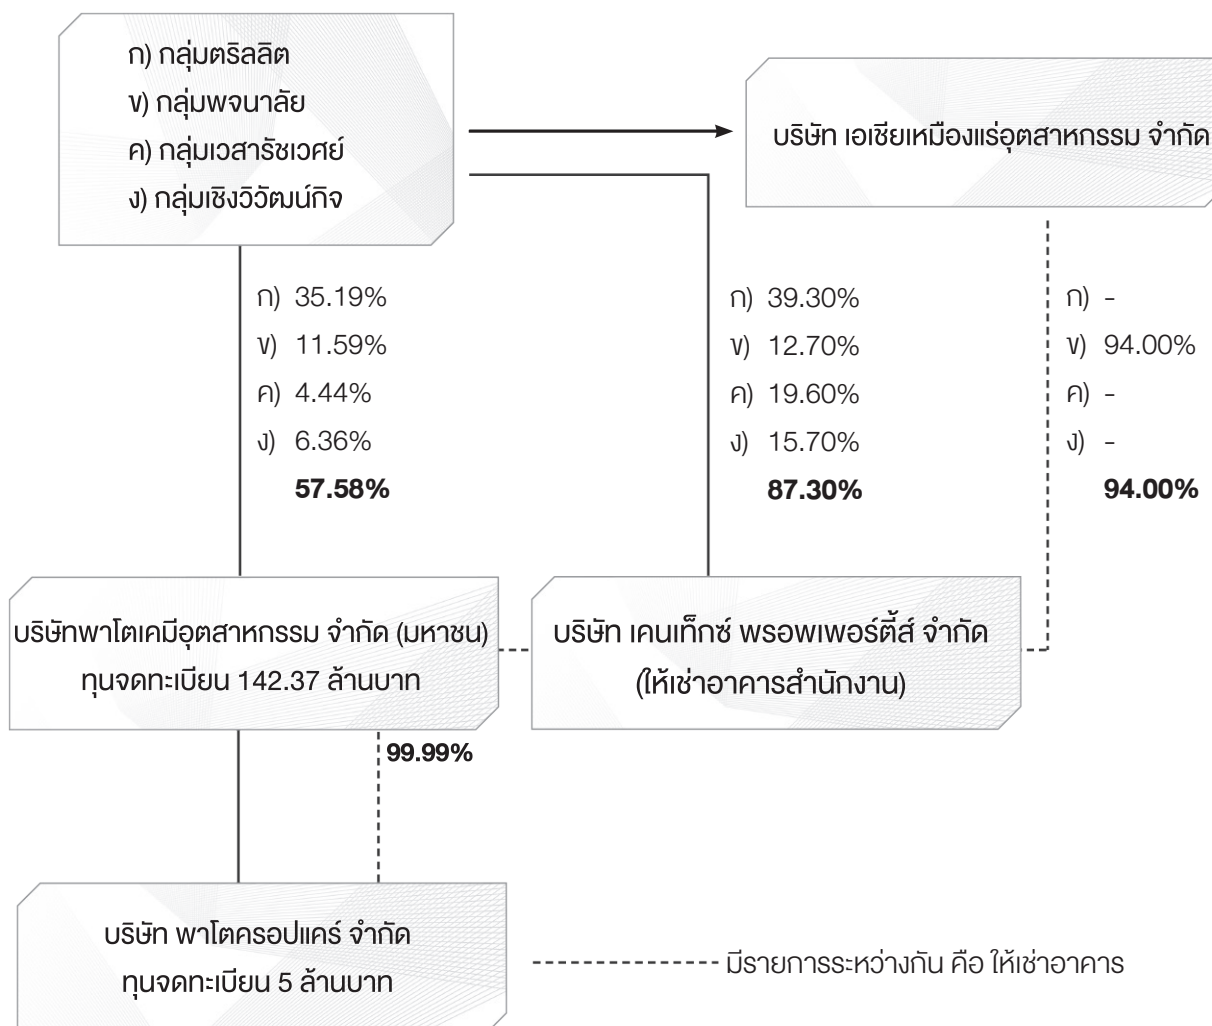 ก) กลุ่มตริลลิต
ข) กลุ่มพจนาลัย
ค) กลุ่มเวสารัชเวศย์
ง) กลุ่มเชิงวิวัฒน์กิจ
บริษัท เอเชียเหมืองแร่อุตสาหกรรม จำกัด
ก) 35.19%
ข) 11.59%
ค) 4.44%
ง) 6.36%
57.58%
ก) 39.30%
ข) 12.70%
ค) 19.60%
ง) 15.70%
87.30%
ก) -
ข) 94.00%
ค) -
ง) -
94.00%
บริษัทพาโตเคมีอุตสาหกรรม จำกัด (มหาชน)
ทุนจดทะเบียน 142.37 ล้านบาท
บริษัท เคนเท็กซ์ พรอพเพอร์ตี้ส์ จำกัด
(ให้เช่าอาคารสำนักงาน)
99.99%
บริษัท พาโตครอปแคร์ จำกัด
ทุนจดทะเบียน 5 ล้านบาท
มีรายการระหว่างกัน คือ ให้เช่าอาคาร